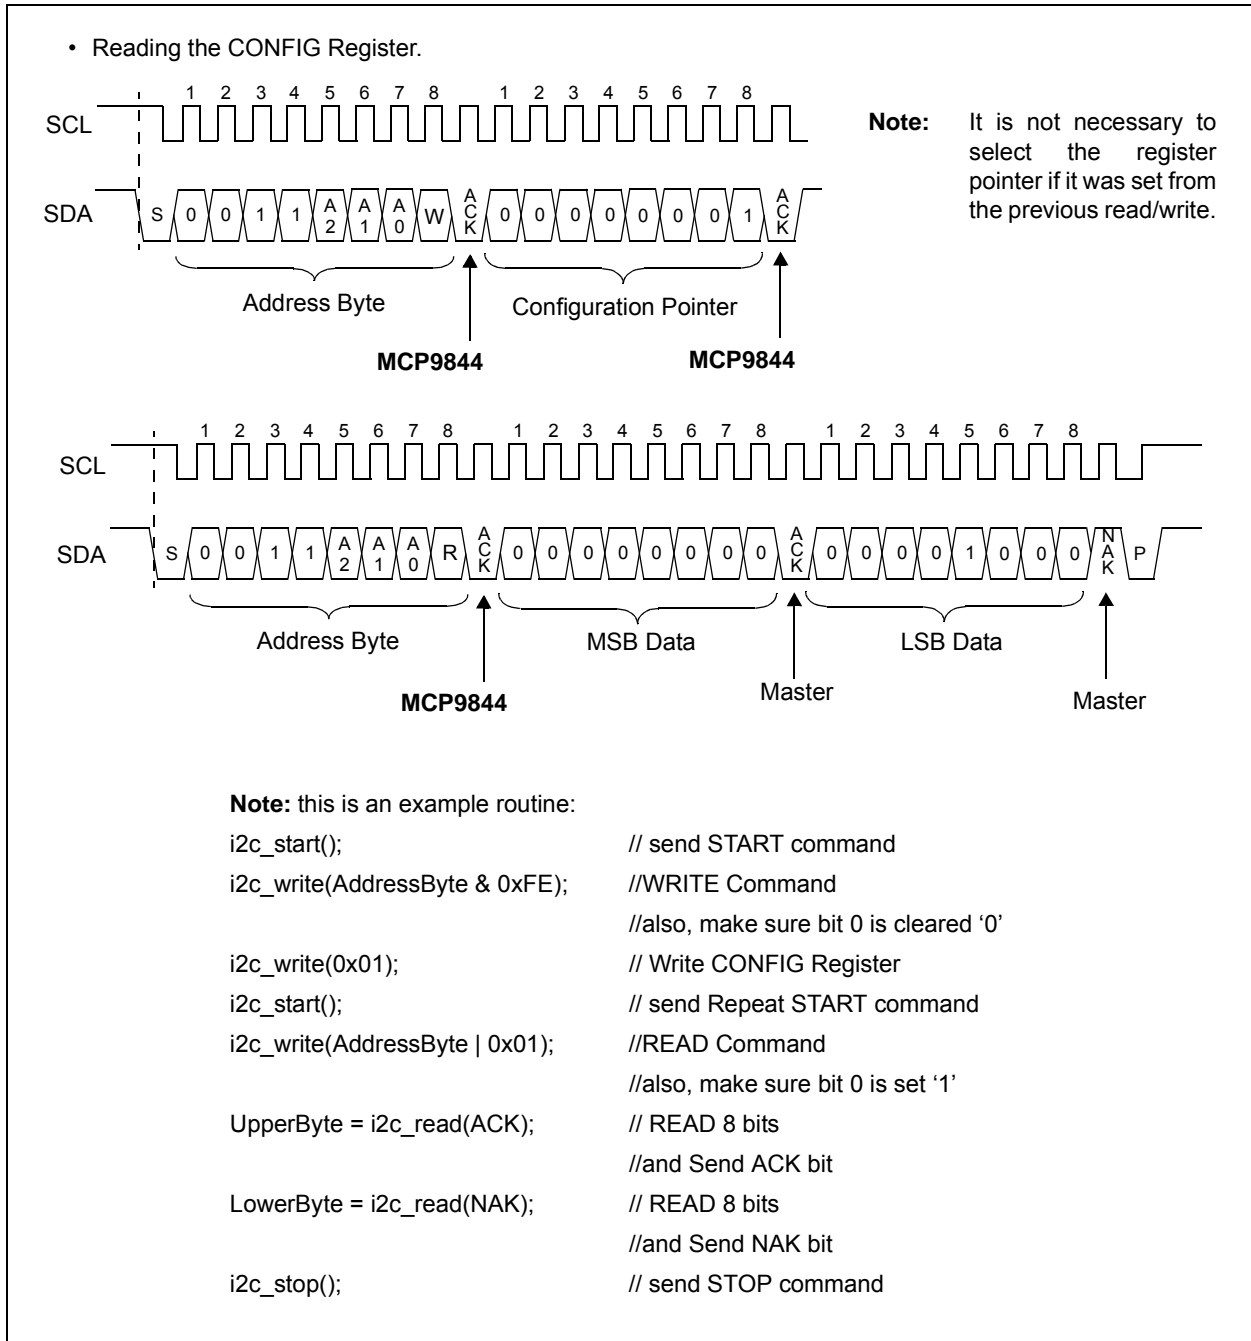 • Reading the CONFIG Register.
1 2 3 4 5 6 7 8 1 2 3 4 5 6 7 8
SCL
Note: It is not necessary to
select the register
pointer if it was set from
the previous read/write.
SDA S 0 0 1 1 A2 A1 A0 W ACK 0 0 0 0 0 0 0 1 ACK
Address Byte Configuration Pointer
MCP9844 MCP9844
1 2 3 4 5 6 7 8 1 2 3 4 5 6 7 8 1 2 3 4 5 6 7 8
SCL
SDA S 0 0 1 1 A2 A1 A0 R ACK 0 0 0 0 0 0 0 0 ACK 0 0 0 0 1 0 0 0 NAK P
Address Byte MSB Data LSB Data
MCP9844 Master Master
Note: this is an example routine:
i2c_start(); // send START command
i2c_write(AddressByte & 0xFE); //WRITE Command
//also, make sure bit 0 is cleared ‘0’
i2c_write(0x01); // Write CONFIG Register
i2c_start(); // send Repeat START command
i2c_write(AddressByte | 0x01); //READ Command
//also, make sure bit 0 is set ‘1’
UpperByte = i2c_read(ACK); // READ 8 bits
//and Send ACK bit
LowerByte = i2c_read(NAK); // READ 8 bits
//and Send NAK bit
i2c_stop(); // send STOP command